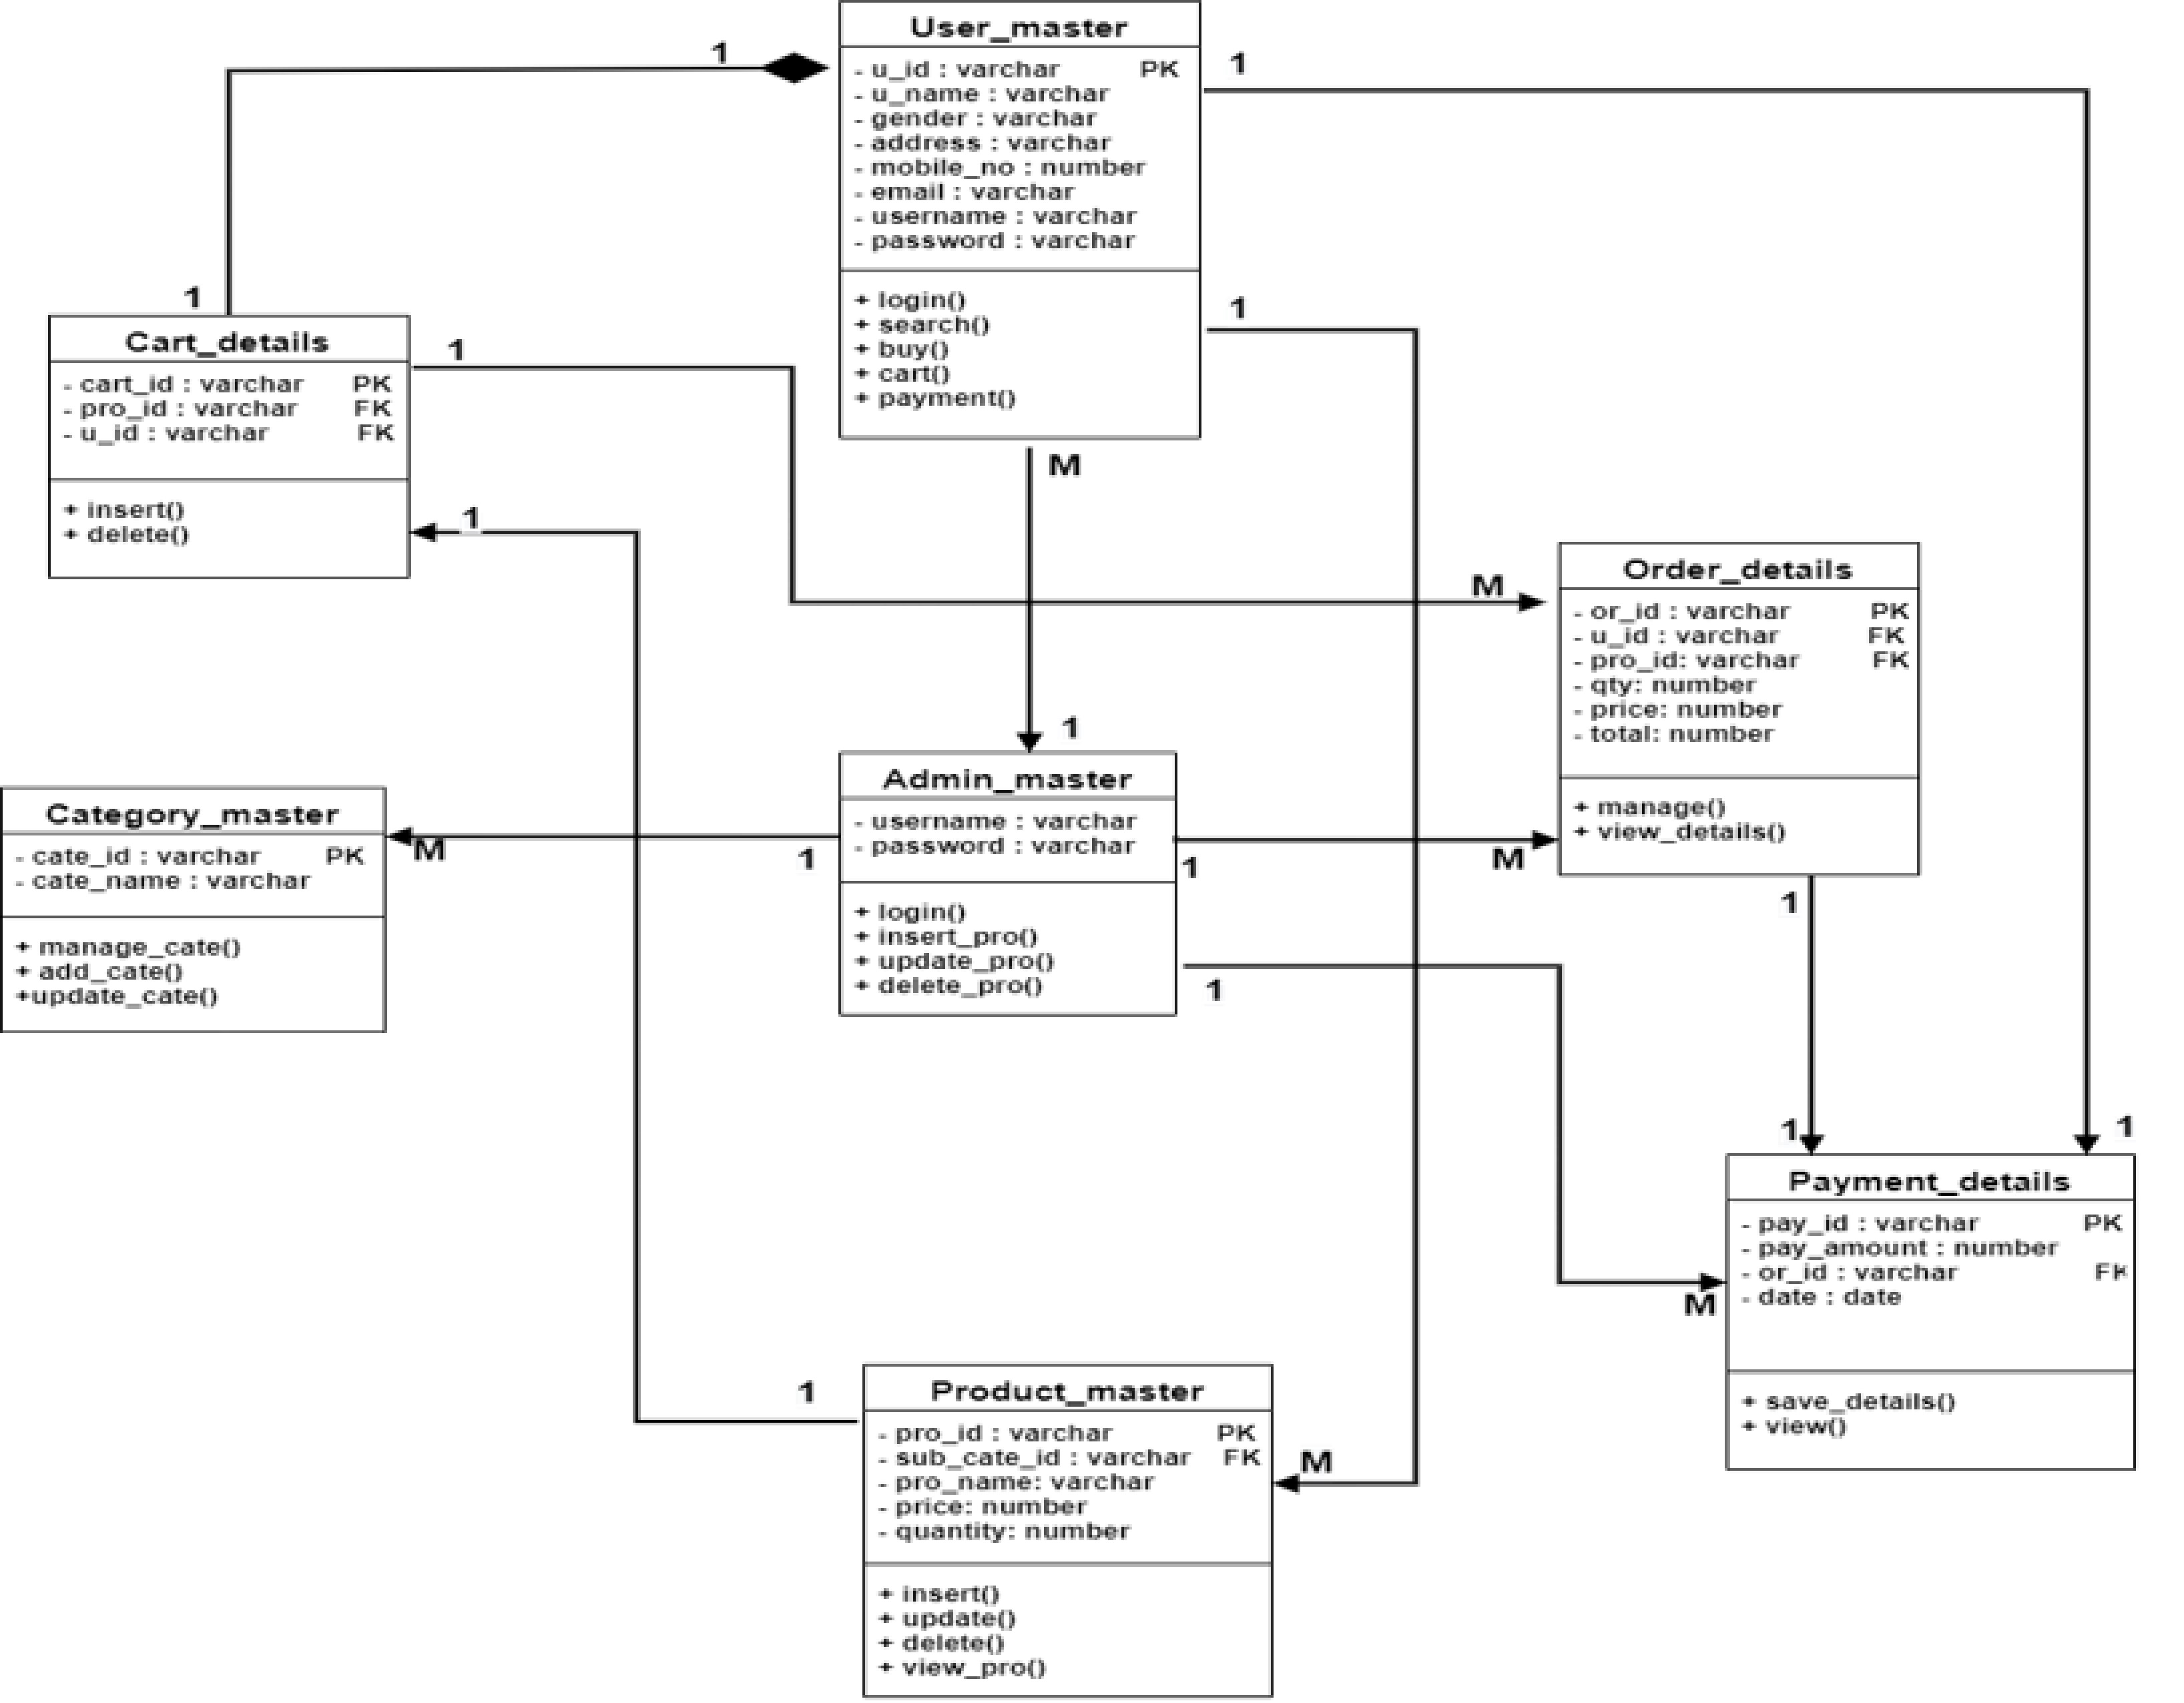 User_master
- u_id : varchar PK
- u_name : varchar
- gender : varchar
- address : varchar
- mobile_no : number
- email : varchar
- username : varchar
- password : varchar
+ login()
+ search()
+ buy()
+ cart()
+ payment()
1
1
1
1
M
1
Cart_details
- cart_id : varchar PK
- pro_id : varchar FK
- u_id : varchar FK
+ insert()
+ delete()
1
1
M
Order_details
- or_id : varchar PK
- u_id : varchar FK
- pro_id: varchar FK
- qty: number
- price: number
- total: number
+ manage()
+ view_details()
Category_master
- cate_id : varchar PK
- cate_name : varchar
+ manage_cate()
+ add_cate()
+update_cate()
M
1
Admin_master
- username : varchar
- password : varchar
+ login()
+ insert_pro()
+ update_pro()
+ delete_pro()
1
M
1
1
1
1
M
Payment_details
- pay_id : varchar PK
- pay_amount : number
- or_id : varchar FK
- date : date
+ save_details()
+ view()
1
Product_master
- pro_id : varchar PK
- sub_cate_id : varchar FK
- pro_name: varchar
- price: number
- quantity: number
+ insert()
+ update()
+ delete()
+ view_pro()
M